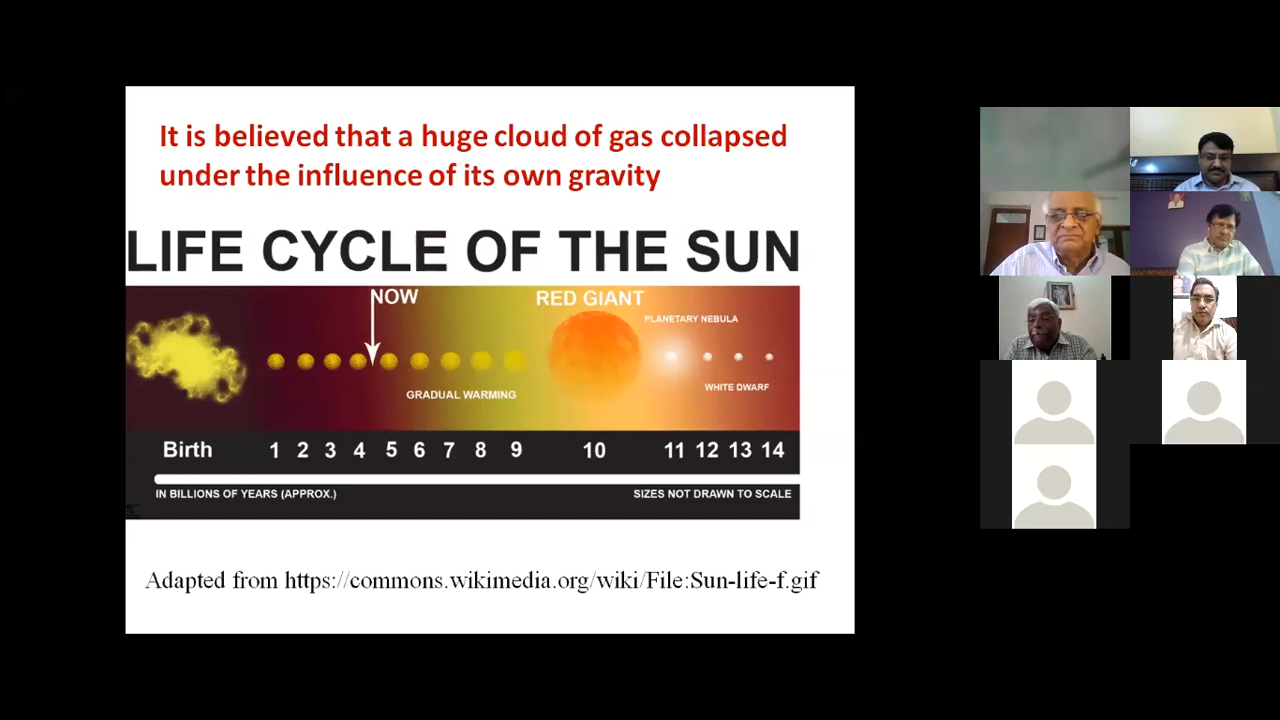 It is believed that a huge cloud of gas collapsed
under the influence of its own gravity
LIFE CYCLE OF THE SUN
NOW
RED GIANT
PLANETARY NEBULA
WHITE DWARF
GRADUAL WARMING
Birth 1 2 3 4 5 6 7 8 9 10 11 12 13 14
IN BILLIONS OF YEARS (APPROX.) SIZES NOT DRAWN TO SCALE
Adapted from https://commons.wikimedia.org/wiki/File:Sun-life-f.gif